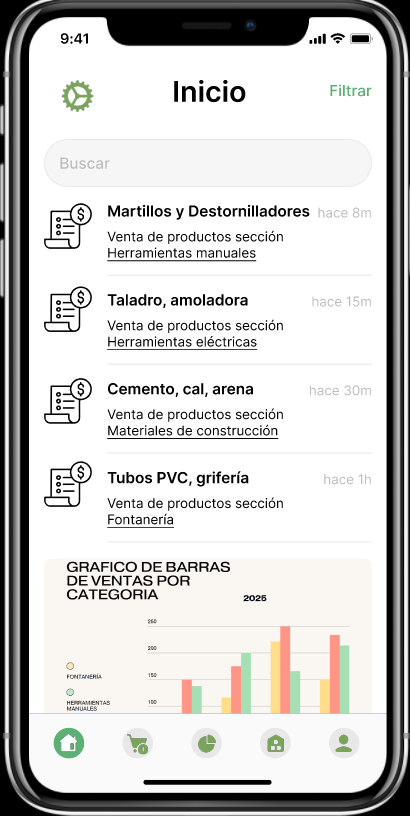 9:41
Inicio
Filtrar
Buscar
Martillos y Destornilladores hace 8m
Venta de productos sección
Herramientas manuales
Taladro, amoladora hace 15m
Venta de productos sección
Herramientas eléctricas
Cemento, cal, arena hace 30m
Venta de productos sección
Materiales de construcción
Tubos PVC, grifería hace 1h
Venta de productos sección
Fontanería
GRAFICO DE BARRAS
DE VENTAS POR
CATEGORIA
2025
250
200
150
100
FONTANERÍA
HERRAMIENTAS
MANUALES